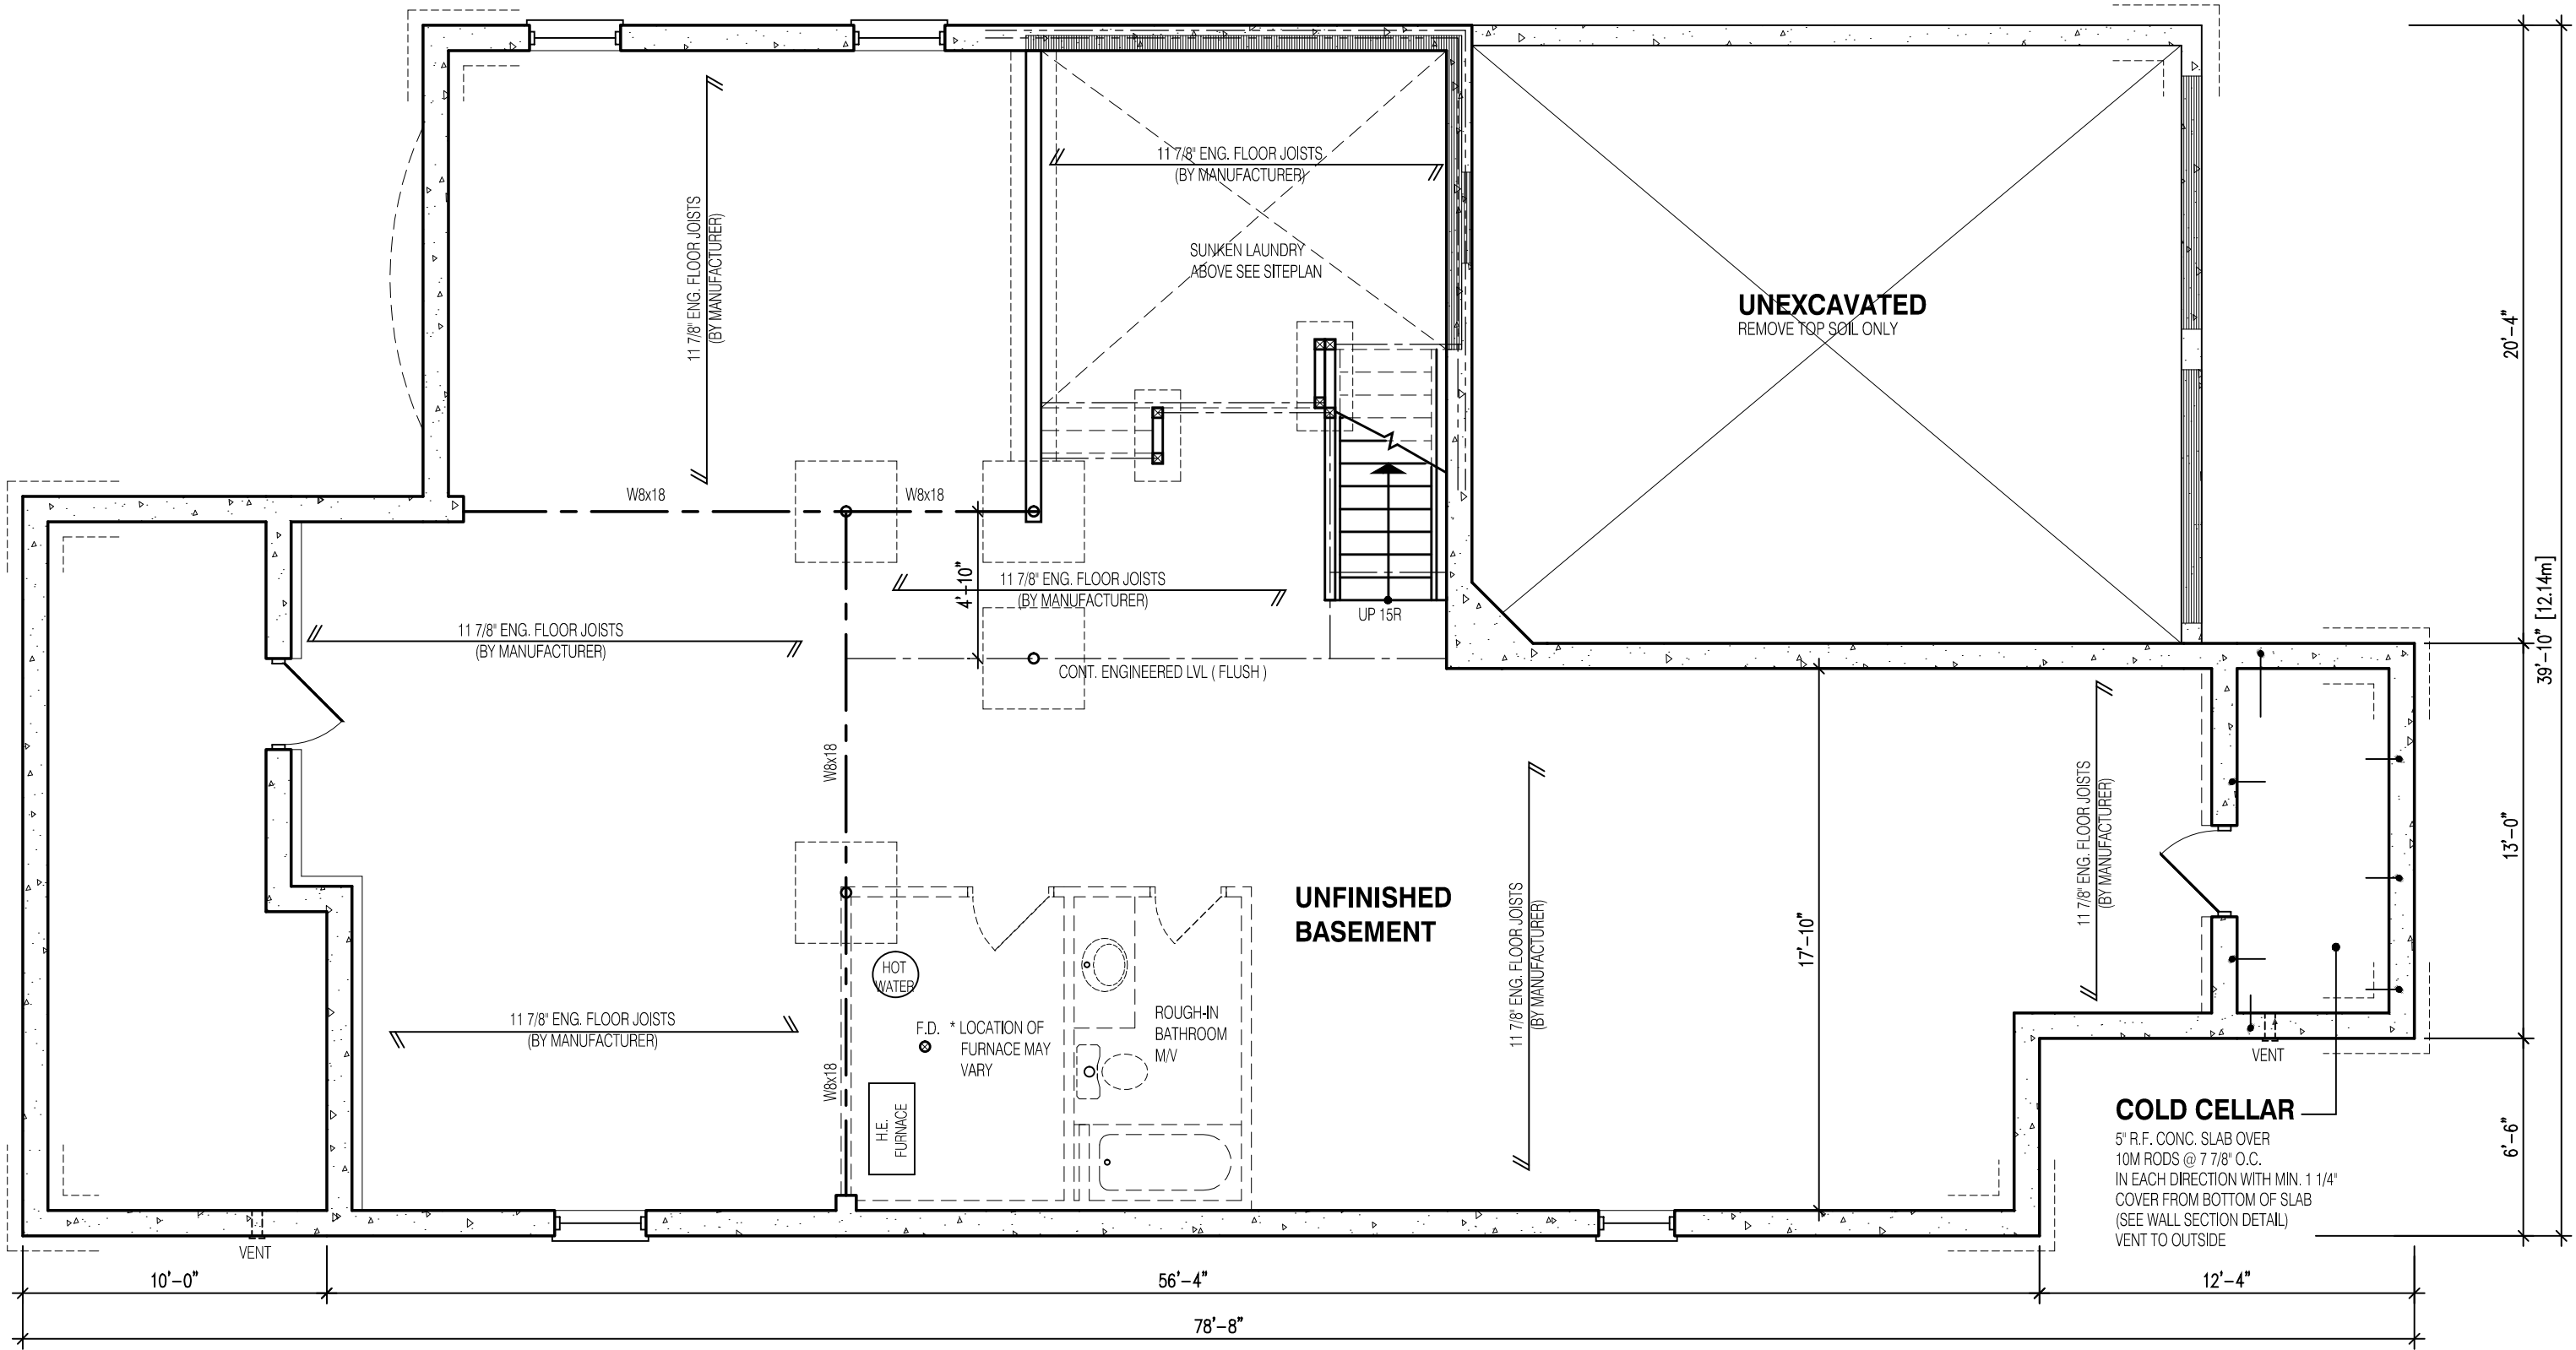 11 7/8" ENG. FLOOR JOISTS
(BY MANUFACTURER)
11 7/8" ENG. FLOOR JOISTS
(BY MANUFACTURER)
SUNKEN LAUNDRY
ABOVE SEE SITEPLAN
UNEXCAVATED
REMOVE TOP SOIL ONLY
20'-4"
39'-10" [12.14m]
W8x18
W8x18
4'-10"
11 7/8" ENG. FLOOR JOISTS
(BY MANUFACTURER)
UP 15R
11 7/8" ENG. FLOOR JOISTS
(BY MANUFACTURER)
CONT. ENGINEERED LVL ( FLUSH )
W8x18
11 7/8" ENG. FLOOR JOISTS
(BY MANUFACTURER)
13'-0"
UNFINISHED
BASEMENT
11 7/8" ENG. FLOOR JOISTS
(BY MANUFACTURER)
17'-10"
HOT
WATER
11 7/8" ENG. FLOOR JOISTS
(BY MANUFACTURER)
F.D.
* LOCATION OF
FURNACE MAY
VARY
ROUGH-IN
BATHROOM
M/V
W8x18
H.E.
FURNACE
VENT
6'-6"
COLD CELLAR
5" R.F. CONC. SLAB OVER
10M RODS @ 7 7/8" O.C.
IN EACH DIRECTION WITH MIN. 1 1/4"
COVER FROM BOTTOM OF SLAB
(SEE WALL SECTION DETAIL)
VENT TO OUTSIDE
VENT
10'-0"
56'-4"
12'-4"
78'-8"